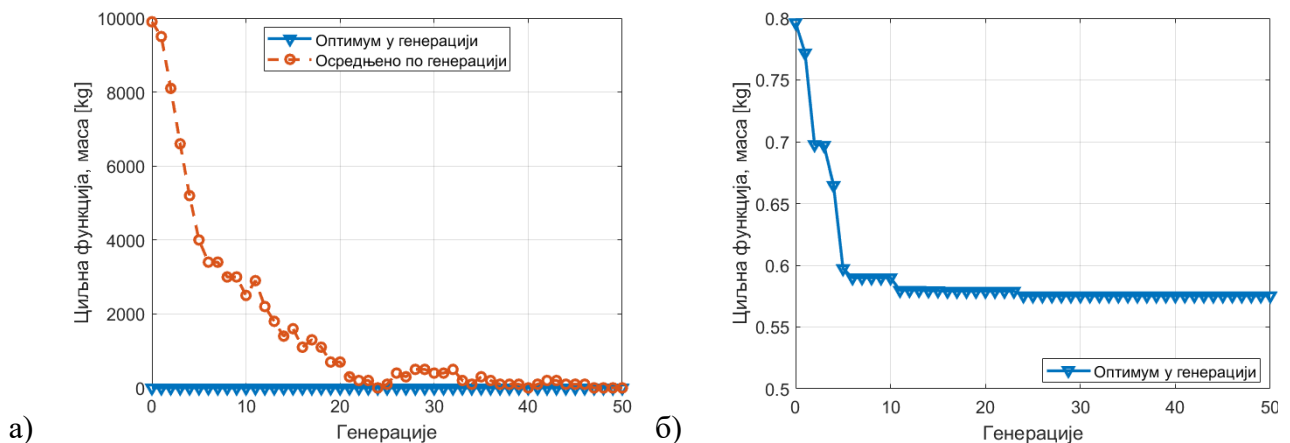 10000
8000
6000
4000
2000
0
0
10
20
30
40
50
Циљна функција, маса [kg]
Генерације
Оптимум у генерацији
Осредњено по генерацији
а)
0.8
0.75
0.7
0.65
0.6
0.55
0.5
0
10
20
30
40
50
Циљна функција, маса [kg]
Генерације
Оптимум у генерацији
б)